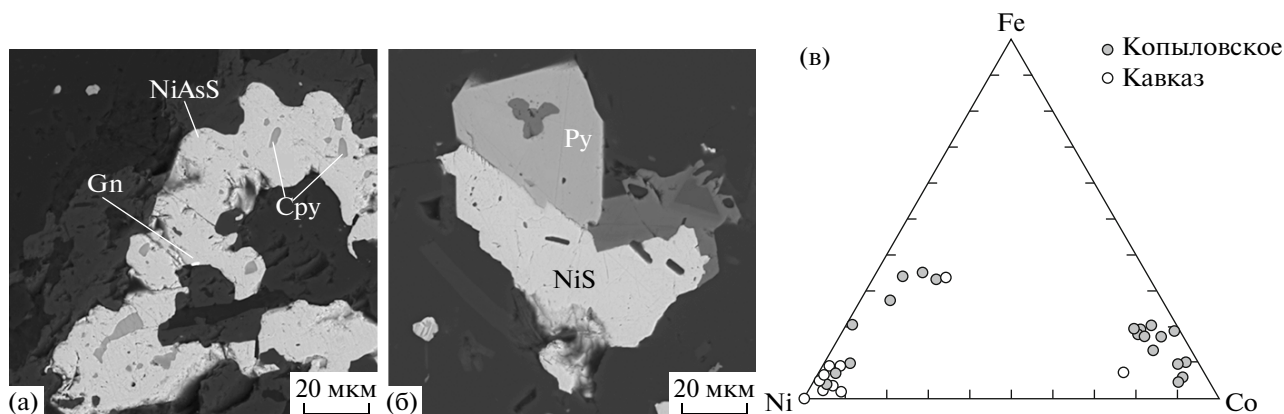 (а)
NiAsS
Gn
Cpy
20 мкм
(б)
Py
NiS
20 мкм
(в)
Fe
Ni
Co
Копыловское
Кавказ